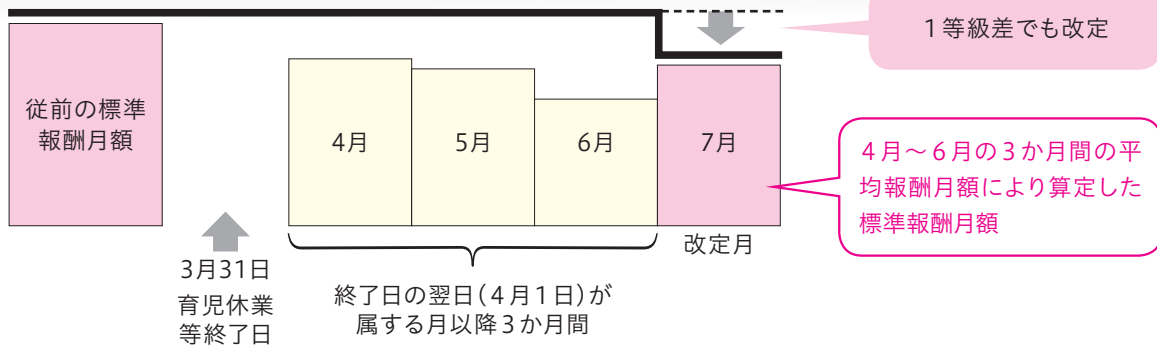 1等級差でも改定
従前の標準
報酬月額
4月
5月
6月
7月
4月～6月の3か月間の平
均報酬月額により算定した
標準報酬月額
改定月
3月31日
育児休業
等終了日
終了日の翌日(4月1日)が
属する月以降3か月間